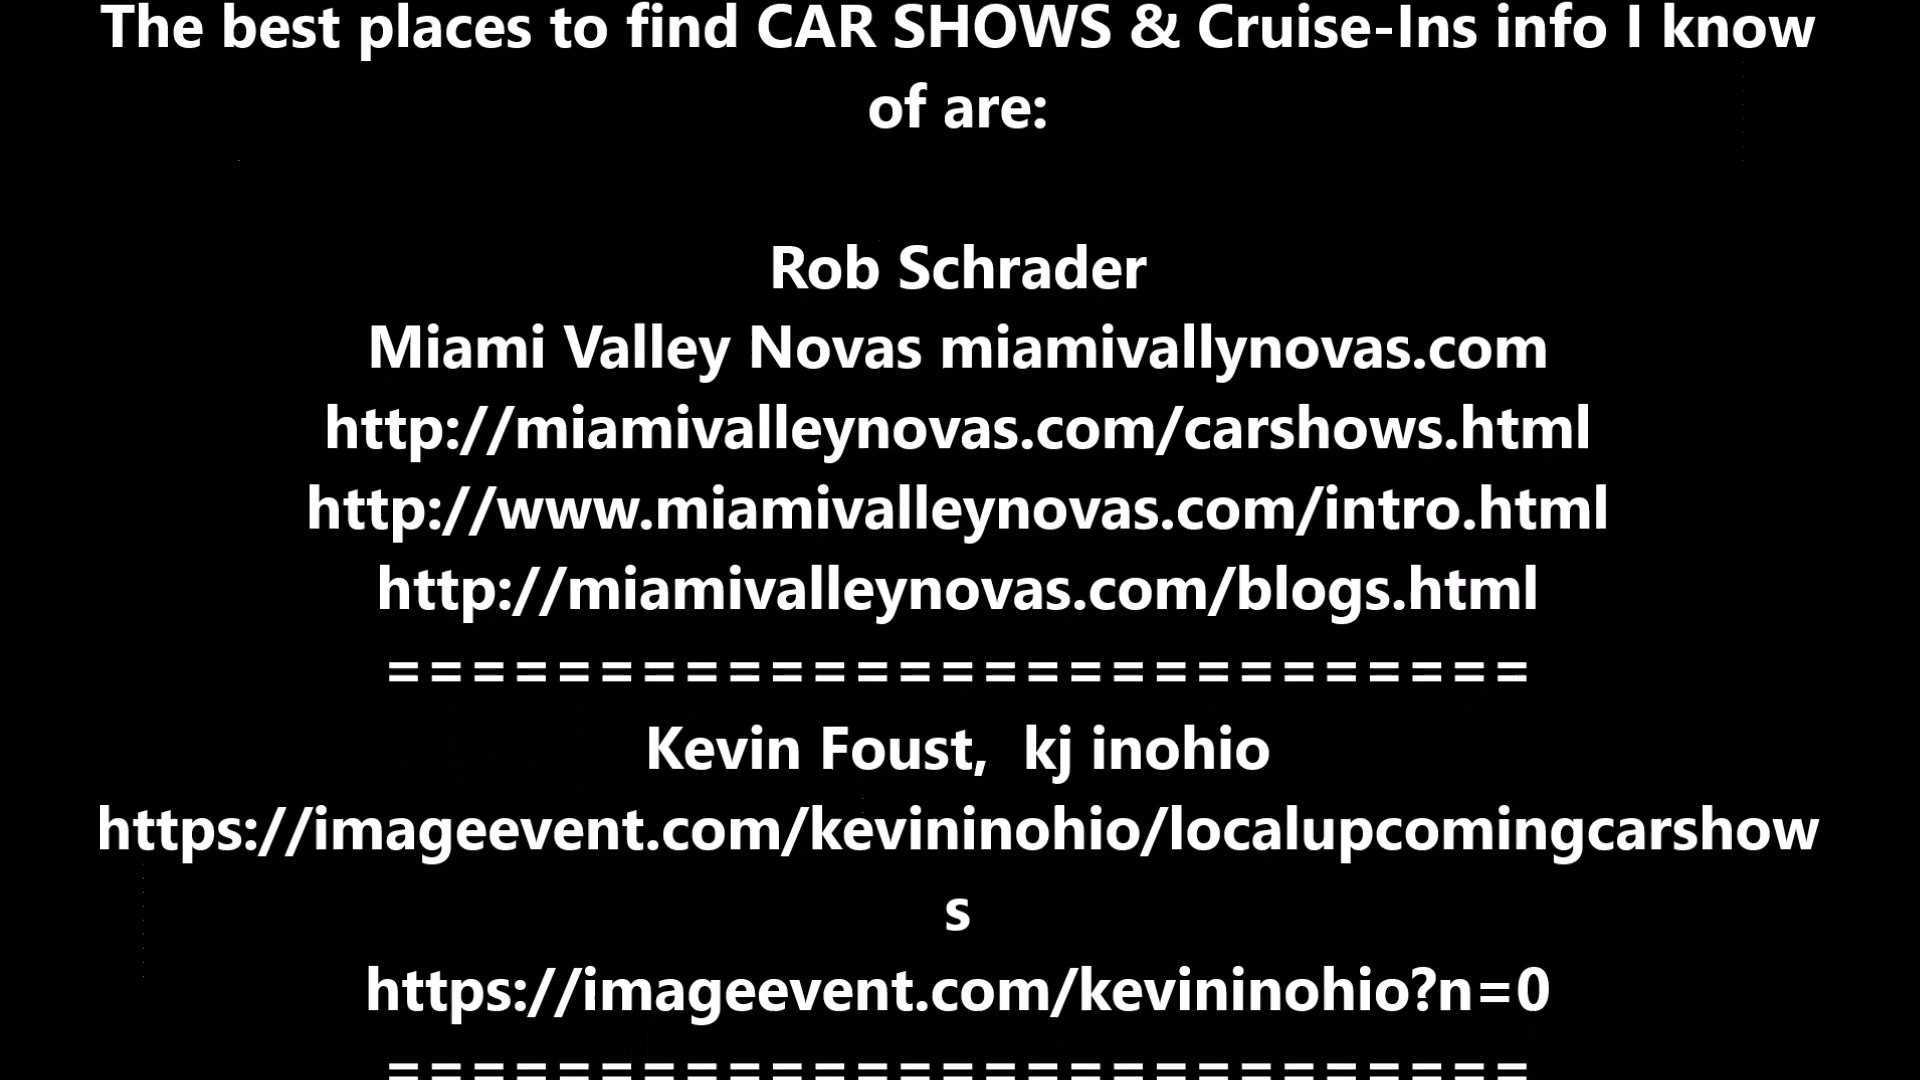 The best places to find CAR SHOWS & Cruise-Ins info I know
of are:
Rob Schrader
Miami Valley Novas miamivallynovas.com
http://miamivalleynovas.com/carshows.html
http://www.miamivalleynovas.com/intro.html
http://miamivalleynovas.com/blogs.html
===========================
Kevin Foust,  kj inohio
https://imageevent.com/kevininohio/localupcomingcarshow
s
https://imageevent.com/kevininohio?n=0
===========================